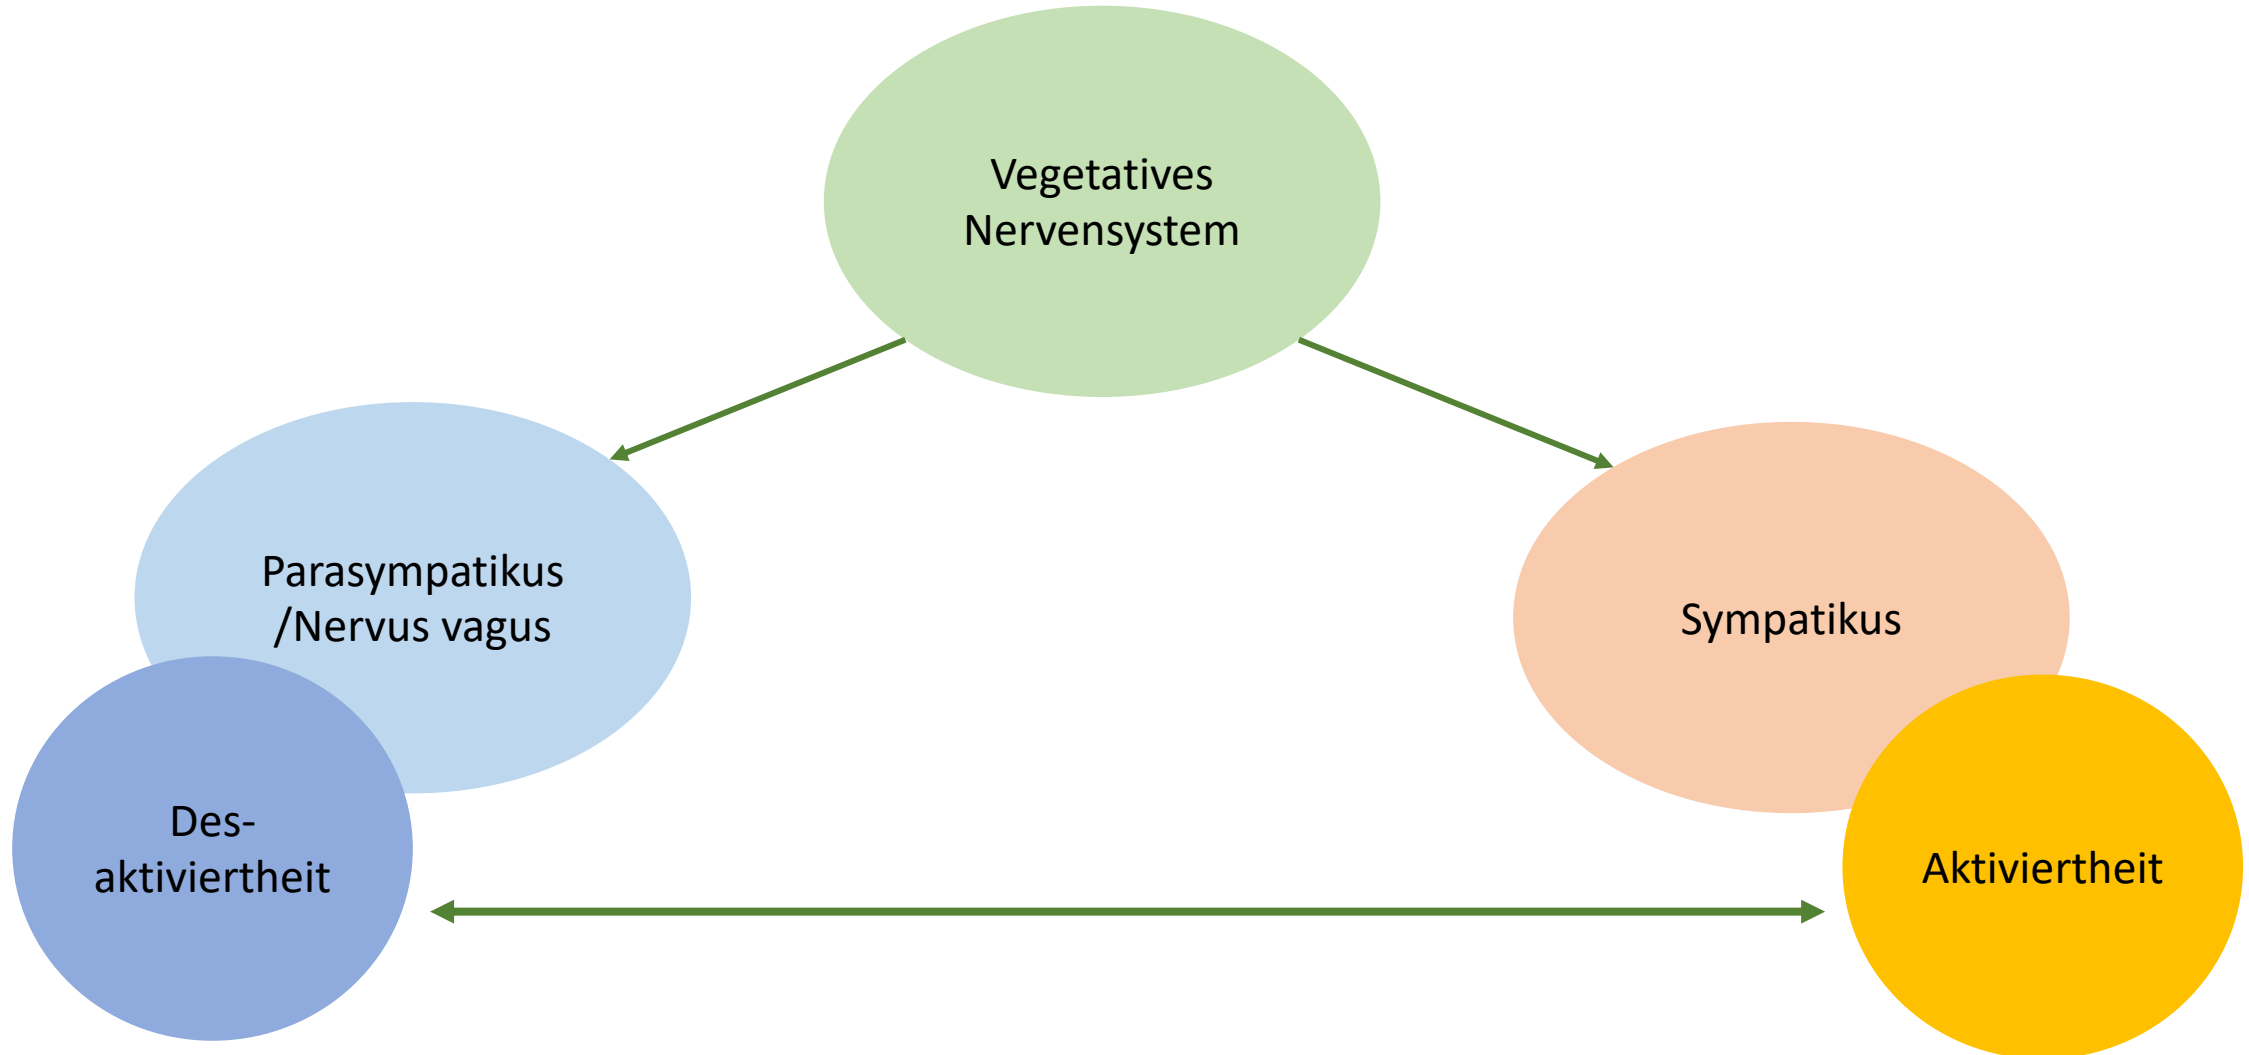 Vegetatives
Nervensystem
Parasympatikus
/Nervus vagus
Sympatikus
Des-
aktiviertheit
Aktiviertheit